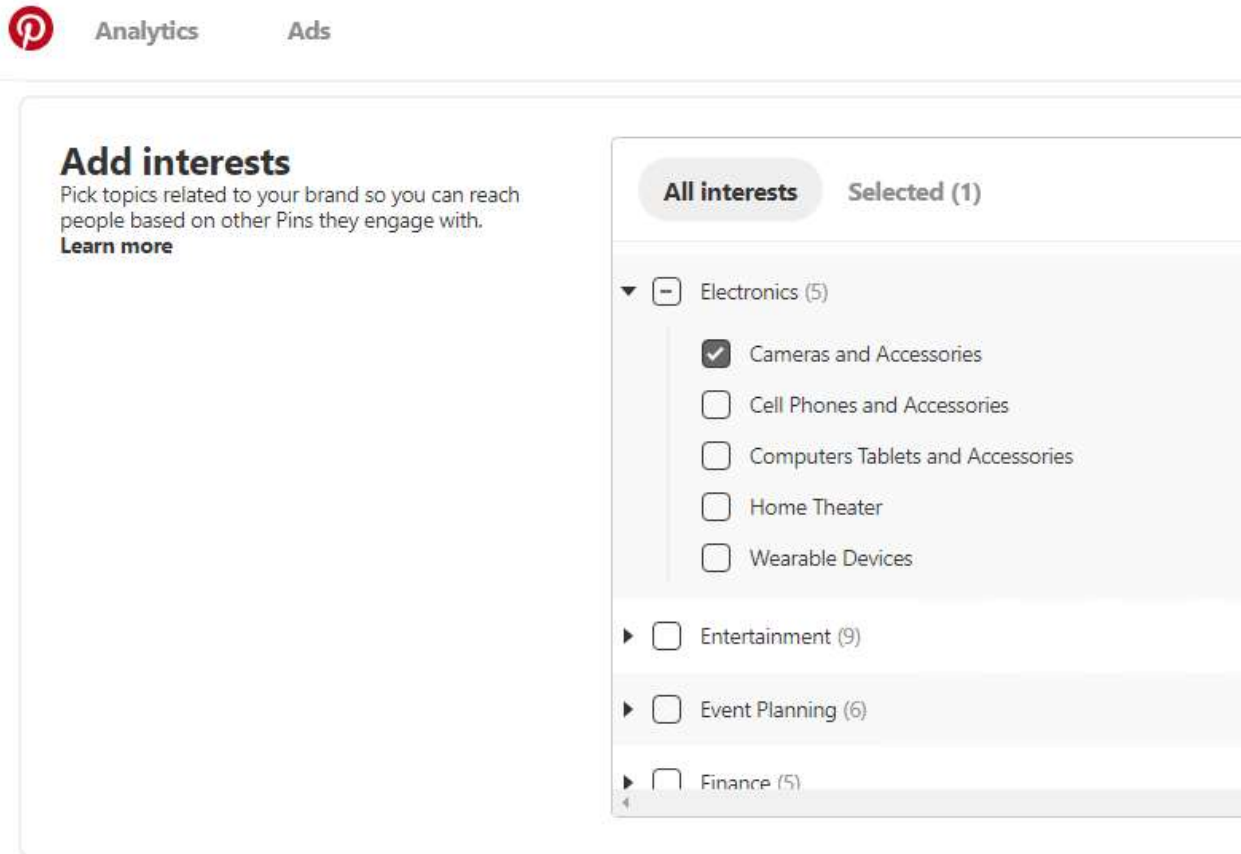 Analytics Ads
Add interests
Pick topics related to your brand so you can reach
people based on other Pins they engage with.
Learn more
All interests Selected (1)
Electronics (5)
Cameras and Accessories
Cell Phones and Accessories
Computers Tablets and Accessories
Home Theater
Wearable Devices
Entertainment (9)
Event Planning (6)
Finance (5)